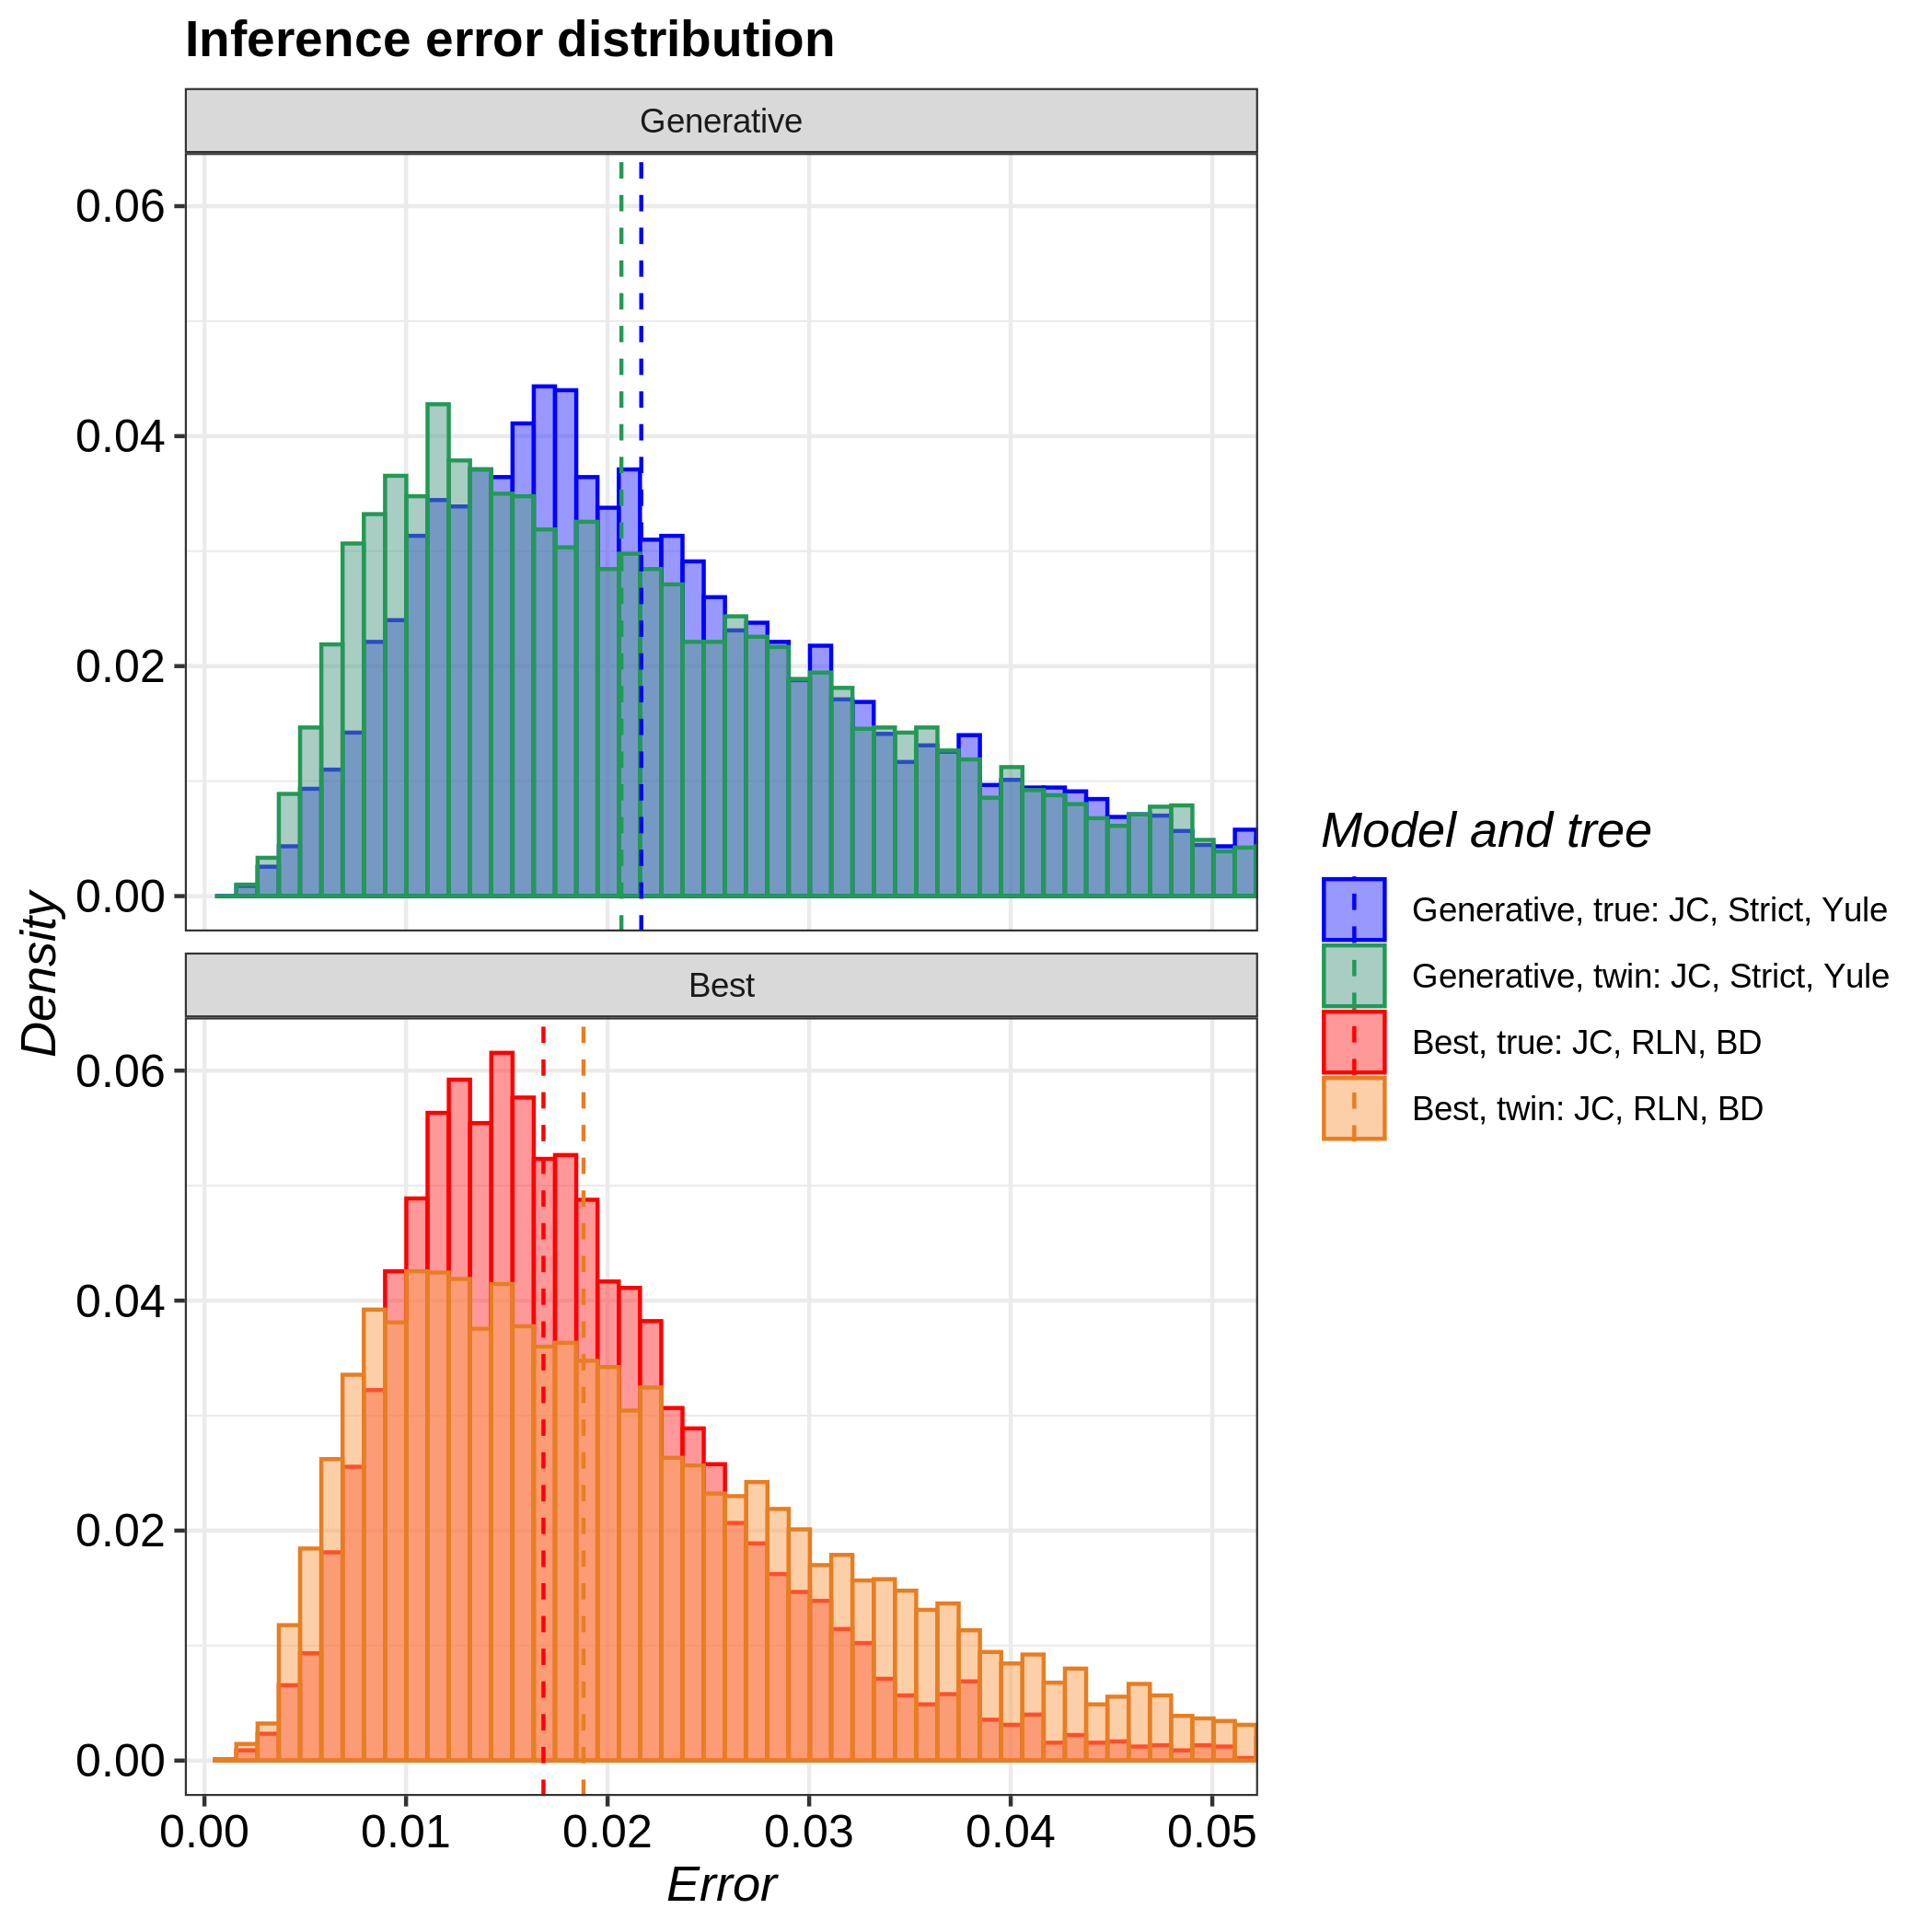 Inference error distribution
Generative
0.06
0.04
0.02
0.00
Best
0.06
0.04
0.02
0.00
0.00 0.01 0.02 0.03 0.04 0.05
Error
Density
Model and tree
Generative, true: JC, Strict, Yule
Generative, twin: JC, Strict, Yule
Best, true: JC, RLN, BD
Best, twin: JC, RLN, BD